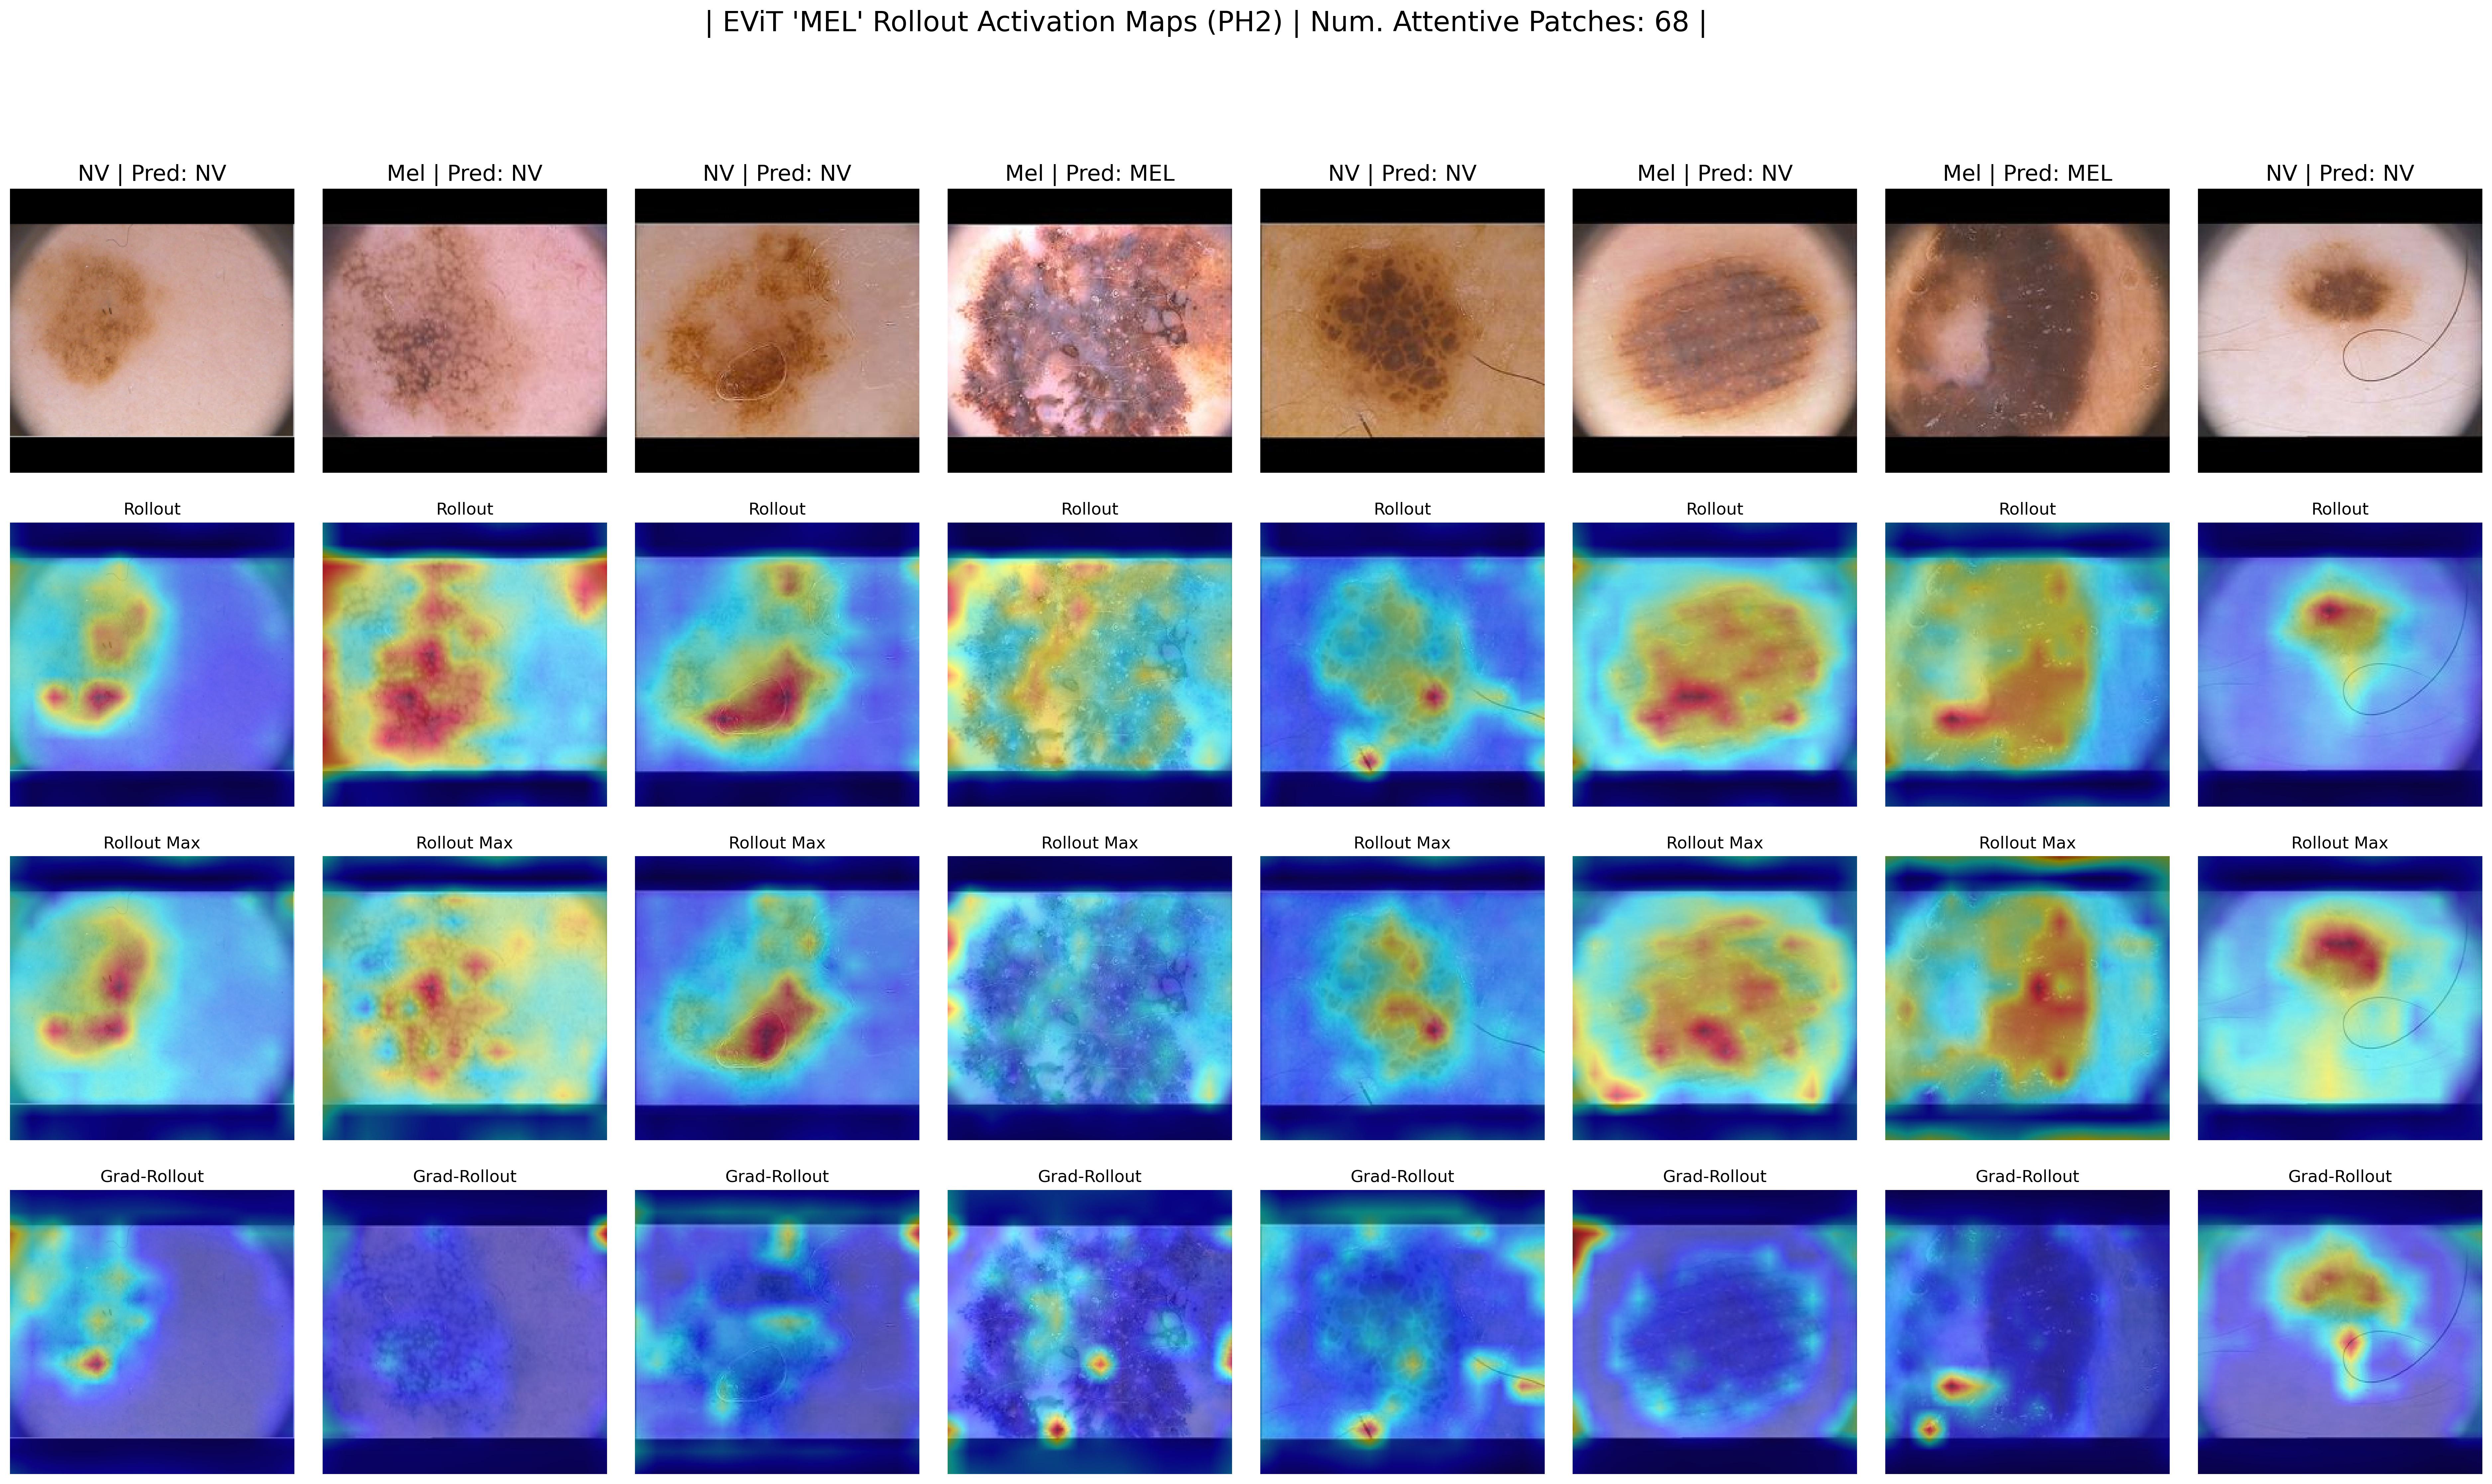 | EViT 'MEL' Rollout Activation Maps (PH2) | Num. Attentive Patches: 68 |
NV | Pred: NV
Mel | Pred: NV
NV | Pred: NV
Mel | Pred: MEL
NV | Pred: NV
Mel | Pred: NV
Mel | Pred: MEL
NV | Pred: NV
Rollout
Rollout
Rollout
Rollout
Rollout
Rollout
Rollout
Rollout
Rollout Max
Rollout Max
Rollout Max
Rollout Max
Rollout Max
Rollout Max
Rollout Max
Rollout Max
Grad-Rollout
Grad-Rollout
Grad-Rollout
Grad-Rollout
Grad-Rollout
Grad-Rollout
Grad-Rollout
Grad-Rollout